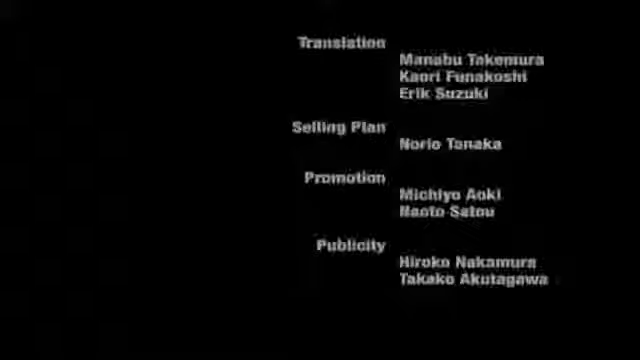 Translation
Manabu Takemura
Kaori Funakoshi
Erik Suzuki
Selling Plan
Norio Tanaka
Promotion
Michiyo Aoki
Naoto Satou
Publicity
Hiroko Nakamura
Takako Akutagawa